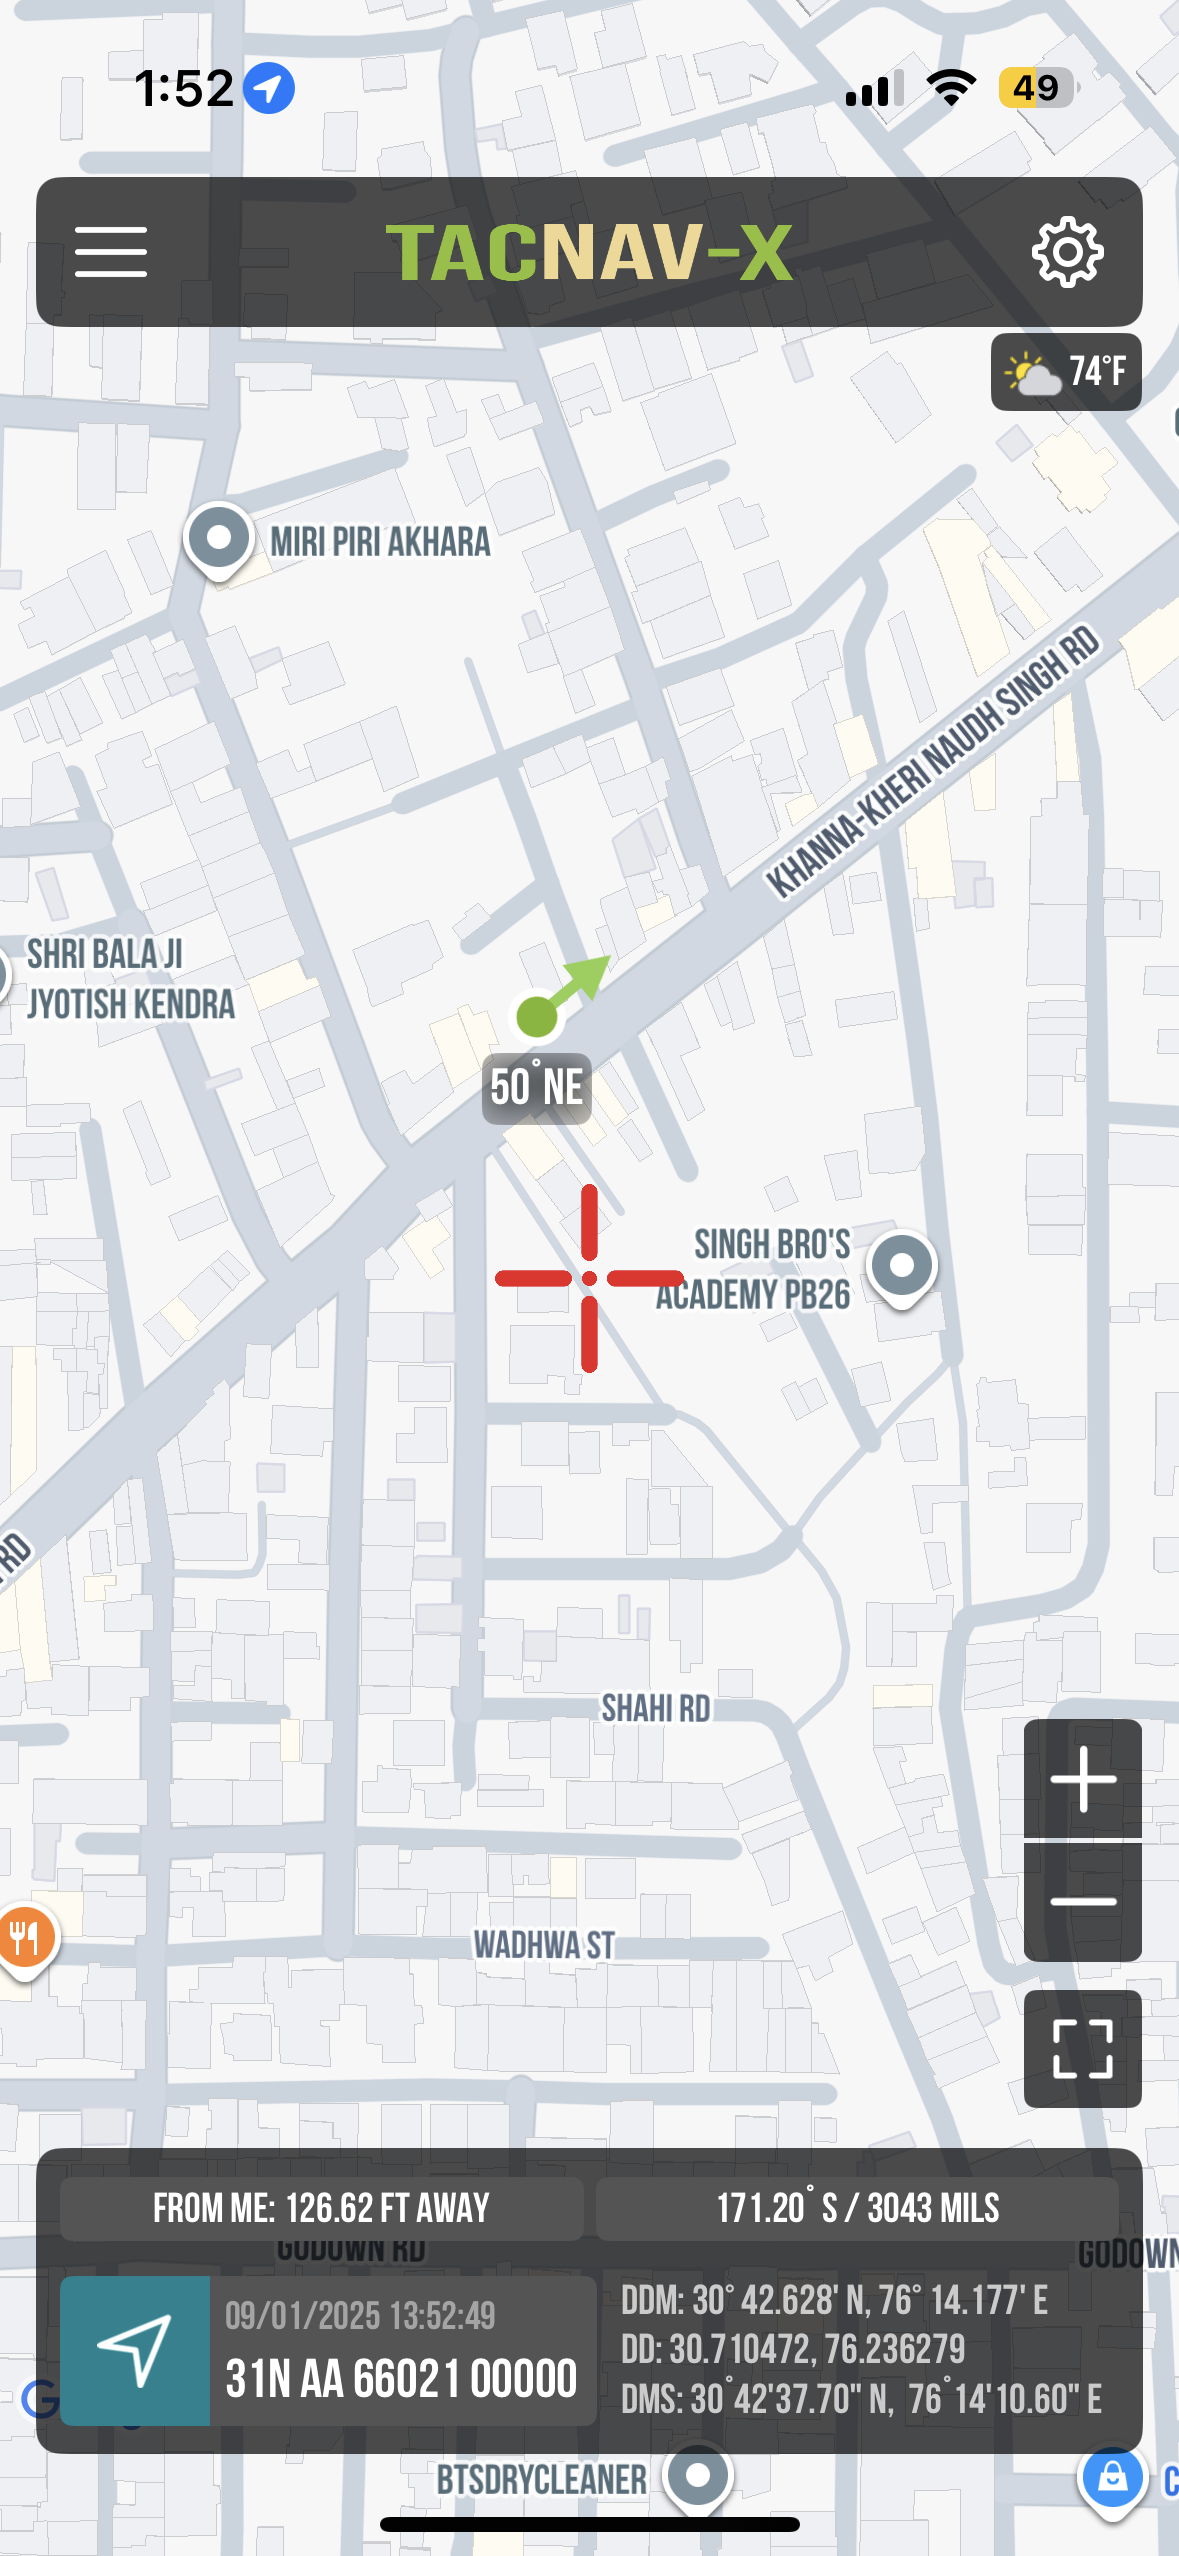 1:52
49
TACNAV-X
74°F
MIRI PIRI AKHARA
KHANNA-KHERI NAUDH SINGH RD
SHRI BALA JI
JYOTISH KENDRA
50°NE
SINGH BRO'S
ACADEMY PB26
RD
SHAHI RD
WADHWA ST
FROM ME: 126.62 FT AWAY
171.20° S / 3043 MILS
GODOWN RD
GODOWN
09/01/2025 13:52:49
31N AA 66021 00000
DDM: 30° 42.628' N, 76° 14.177' E
DD: 30.710472, 76.236279
DMS: 30°42'37.70" N, 76°14'10.60" E
G
BTSDRYCLEANER